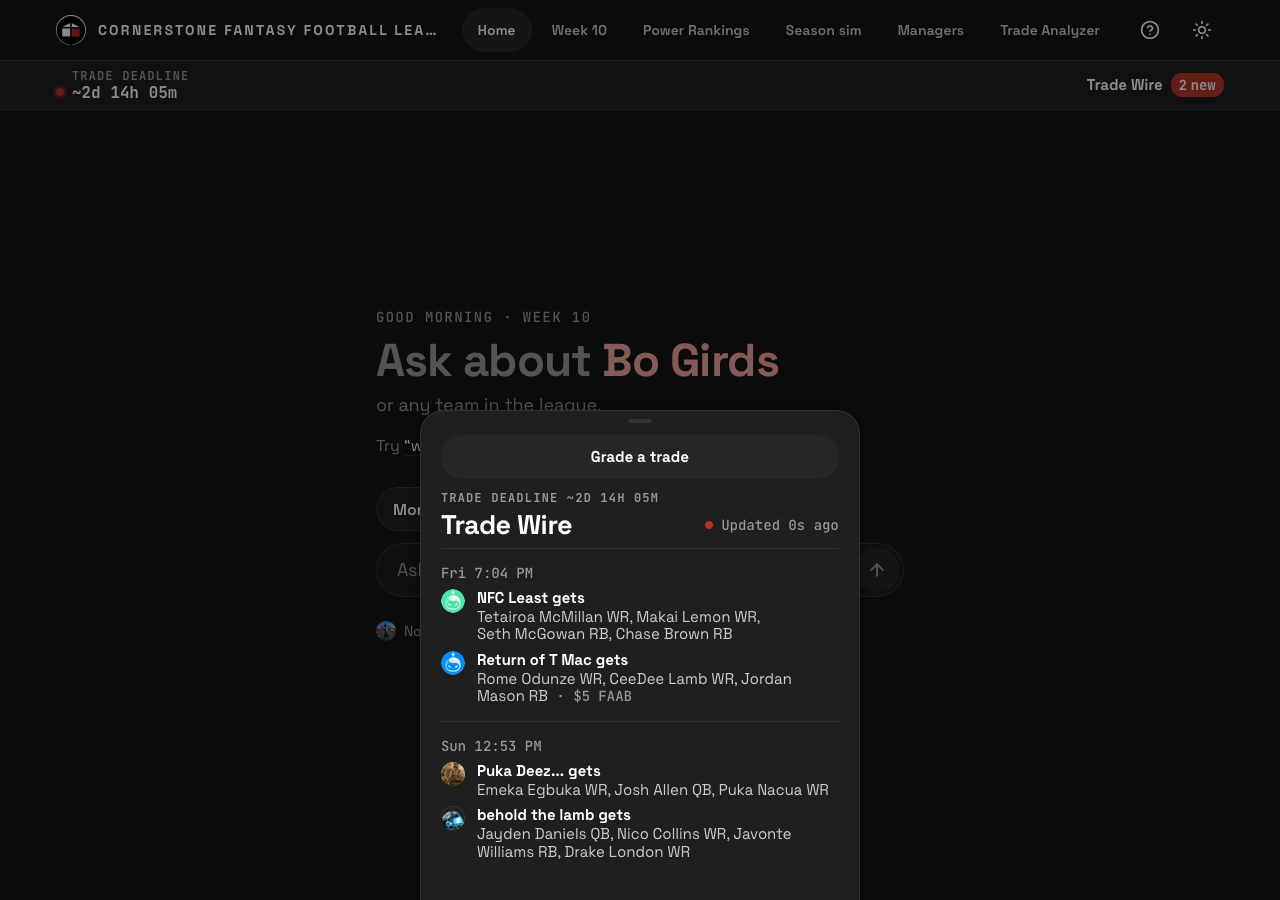 CORNERSTONE FANTASY FOOTBALL LEA…
Home
Week 10
Power Rankings
Season sim
Managers
Trade Analyzer
TRADE DEADLINE
~2d 14h 05m
Trade Wire
2 new
GOOD MORNING · WEEK 10
Ask about Bo Girds
or any team in the league.
Try
Grade a trade
TRADE DEADLINE ~2D 14H 05M
Trade Wire
Updated 0s ago
Fri 7:04 PM
NFC Least gets
Tetairoa McMillan WR, Makai Lemon WR,
Seth McGowan RB, Chase Brown RB
Return of T Mac gets
Rome Odunze WR, CeeDee Lamb WR, Jordan
Mason RB · $5 FAAB
Sun 12:53 PM
Puka Deez... gets
Emeka Egbuka WR, Josh Allen QB, Puka Nacua WR
behold the lamb gets
Jayden Daniels QB, Nico Collins WR, Javonte
Williams RB, Drake London WR